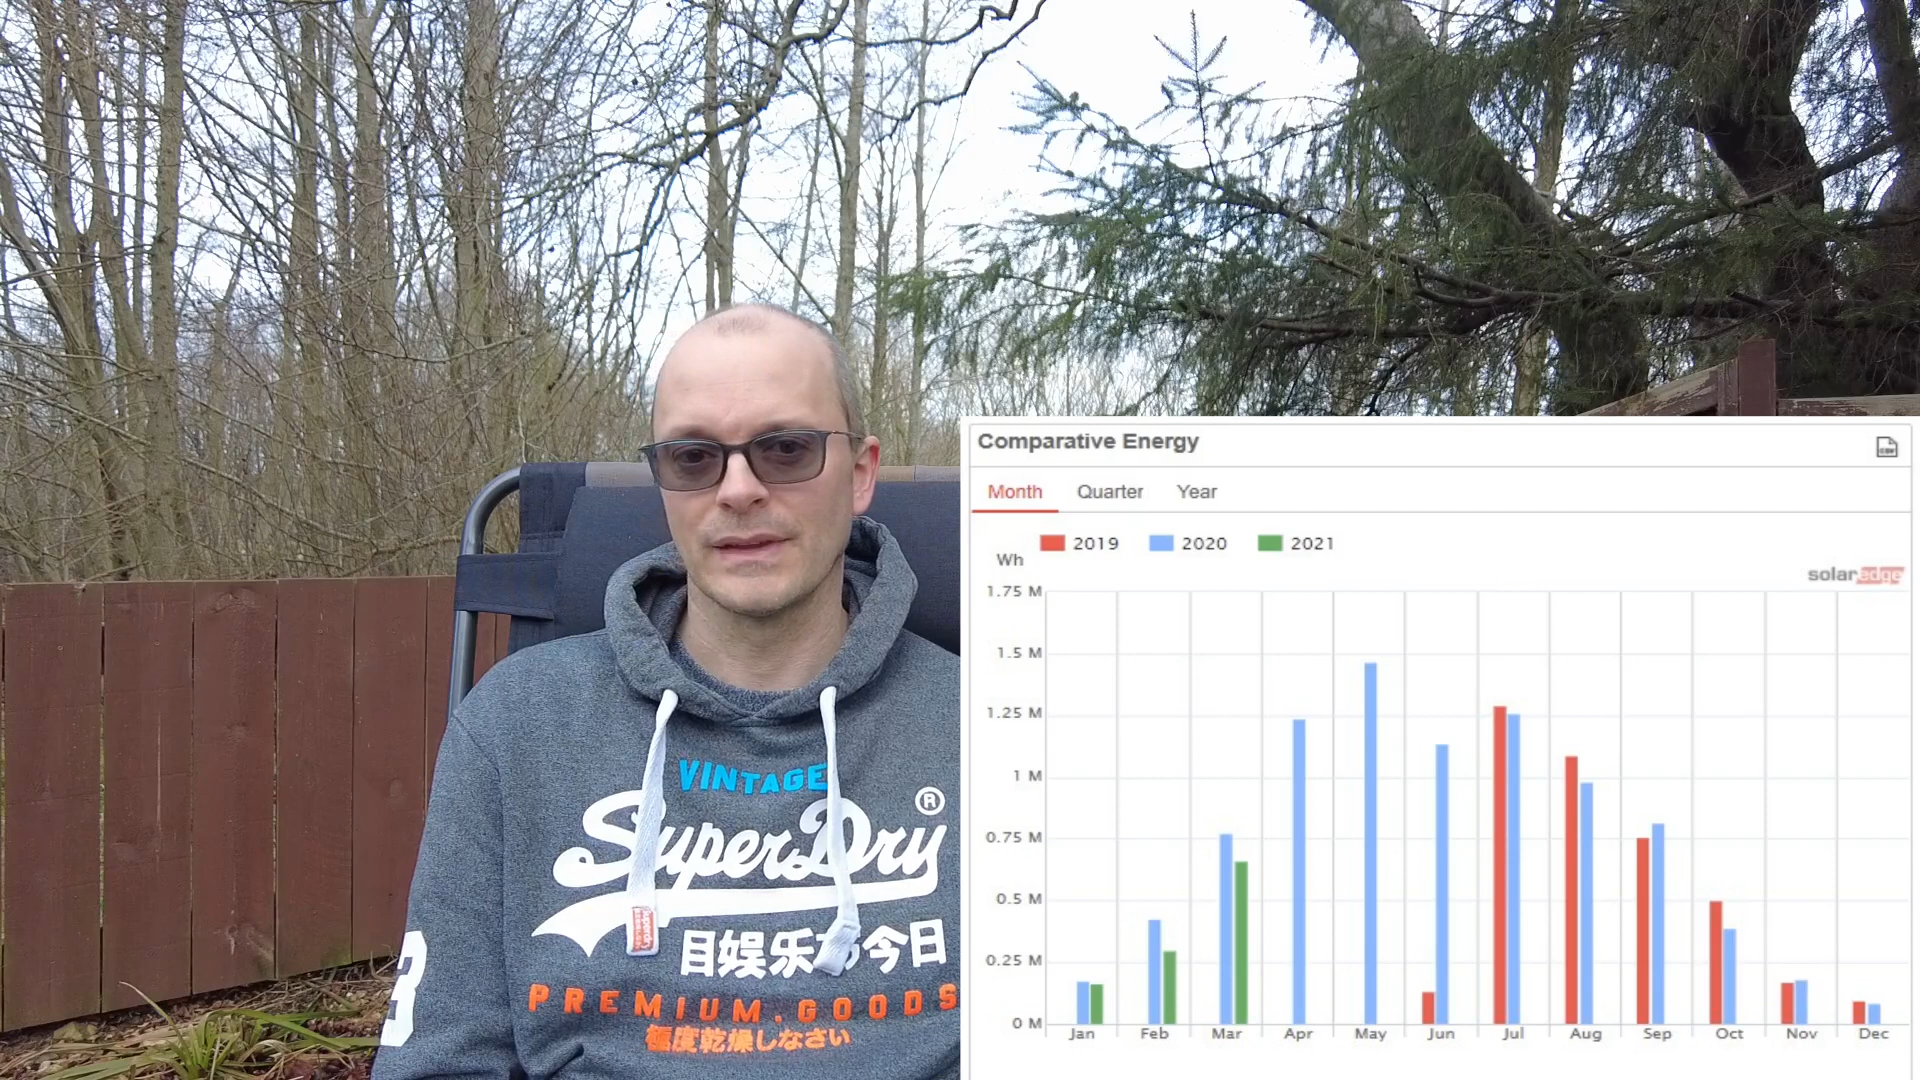 VINTAGE
SuperDry®
目娱乐 今日
PREMIUM.GOODS
極度乾燥しなさい
3
Comparative Energy
Month Quarter Year
2019 2020 2021
Wh
solaredge
1.75 M
1.5 M
1.25 M
1 M
0.75 M
0.5 M
0.25 M
0 M
Jan Feb Mar Apr May Jun Jul Aug Sep Oct Nov Dec